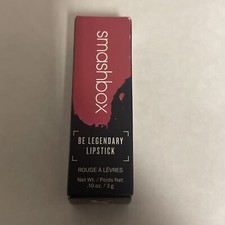 smashbox
BE LEGENDARY
LIPSTICK
ROUGE À LÈVRES
Net Wt. / Poids Net
.10 oz. / 3 g